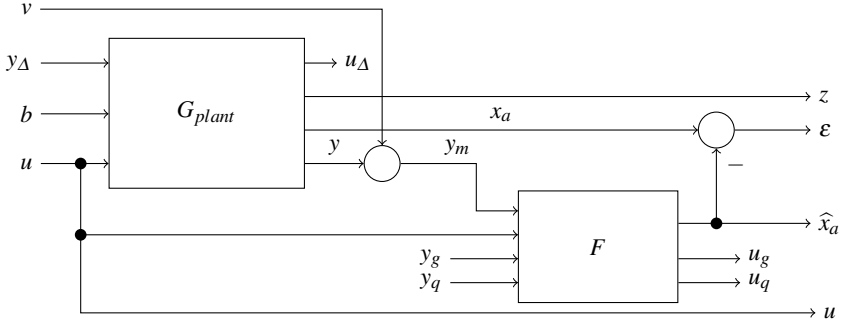 v
y_Δ
u_Δ
b
G_plant
z
x_a
ε
u
y
y_m
−
F
x̂_a
y_g
u_g
y_q
u_q
u